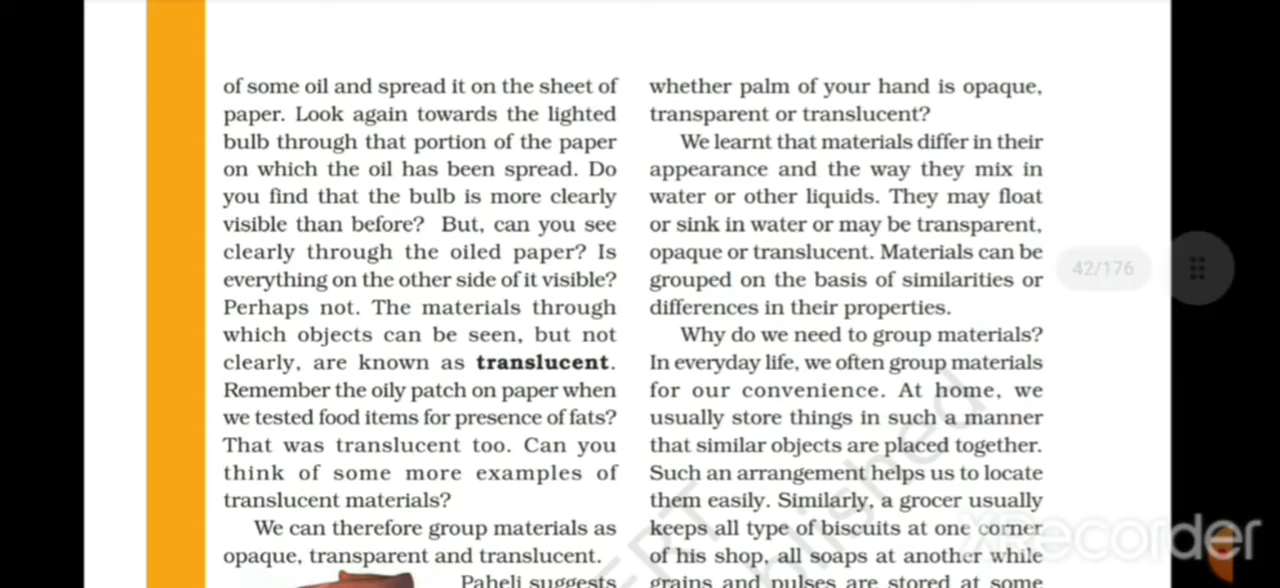 of some oil and spread it on the sheet of
paper. Look again towards the lighted
bulb through that portion of the paper
on which the oil has been spread. Do
you find that the bulb is more clearly
visible than before? But, can you see
clearly through the oiled paper? Is
everything on the other side of it visible?
Perhaps not. The materials through
which objects can be seen, but not
clearly, are known as translucent.
Remember the oily patch on paper when
we tested food items for presence of fats?
That was translucent too. Can you
think of some more examples of
translucent materials?
We can therefore group materials as
opaque, transparent and translucent.
Paheli suggests
whether palm of your hand is opaque,
transparent or translucent?
We learnt that materials differ in their
appearance and the way they mix in
water or other liquids. They may float
or sink in water or may be transparent,
opaque or translucent. Materials can be
grouped on the basis of similarities or
differences in their properties.
Why do we need to group materials?
In everyday life, we often group materials
for our convenience. At home, we
usually store things in such a manner
that similar objects are placed together.
Such an arrangement helps us to locate
them easily. Similarly, a grocer usually
keeps all type of biscuits at one corner
of his shop, all soaps at another while
grains and pulses are stored at some
42/176
XRecorder